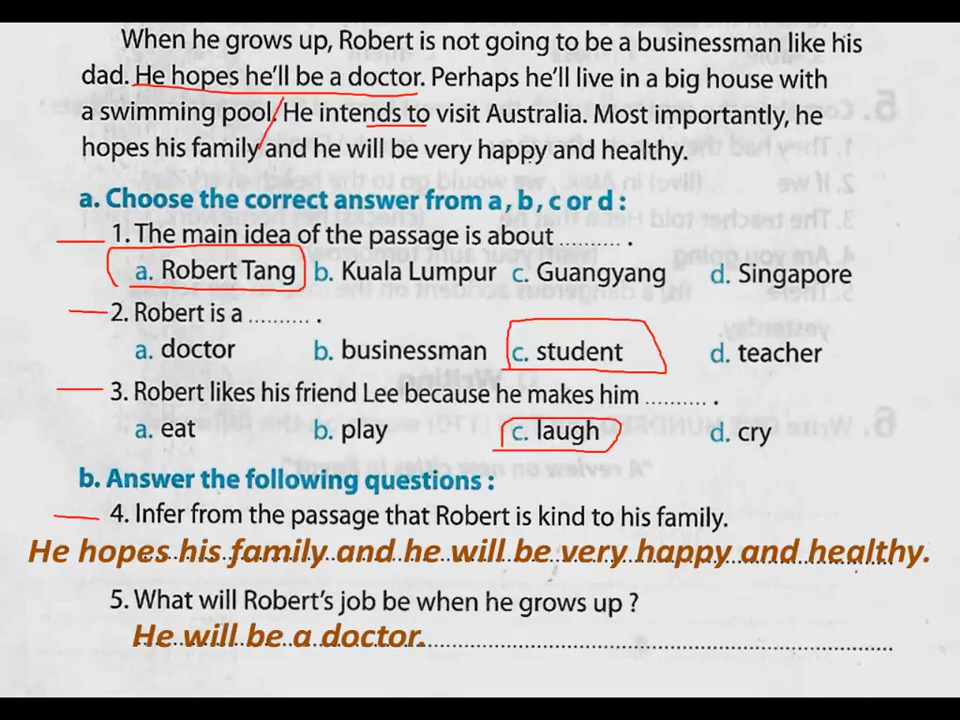 When he grows up, Robert is not going to be a businessman like his
dad. He hopes he'll be a doctor. Perhaps he'll live in a big house with
a swimming pool. He intends to visit Australia. Most importantly, he
hopes his family and he will be very happy and healthy.
a. Choose the correct answer from a, b, c or d :
1. The main idea of the passage is about .......... .
a. Robert Tang b. Kuala Lumpur c. Guangyang d. Singapore
2. Robert is a .......... .
a. doctor b. businessman c. student d. teacher
3. Robert likes his friend Lee because he makes him .......... .
a. eat b. play c. laugh d. cry
b. Answer the following questions :
4. Infer from the passage that Robert is kind to his family.
He hopes his family and he will be very happy and healthy.
5. What will Robert's job be when he grows up ?
He will be a doctor.